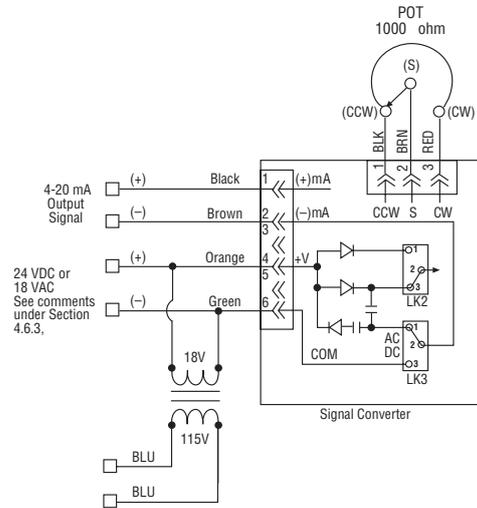 POT
1000 ohm
(S)
(CCW)
(CW)
BLK
BRN
RED
1
2
3
CCW S CW
4-20 mA
Output
Signal
(+)
Black
1
(+)mA
(–)
Brown
2
(–)mA
3
24 VDC or
18 VAC
See comments
under Section
4.6.3,
(+)
Orange
4
+V
5
(–)
Green
6
1
2
3
LK2
AC
DC
1
2
3
LK3
COM
18V
115V
Signal Converter
BLU
BLU